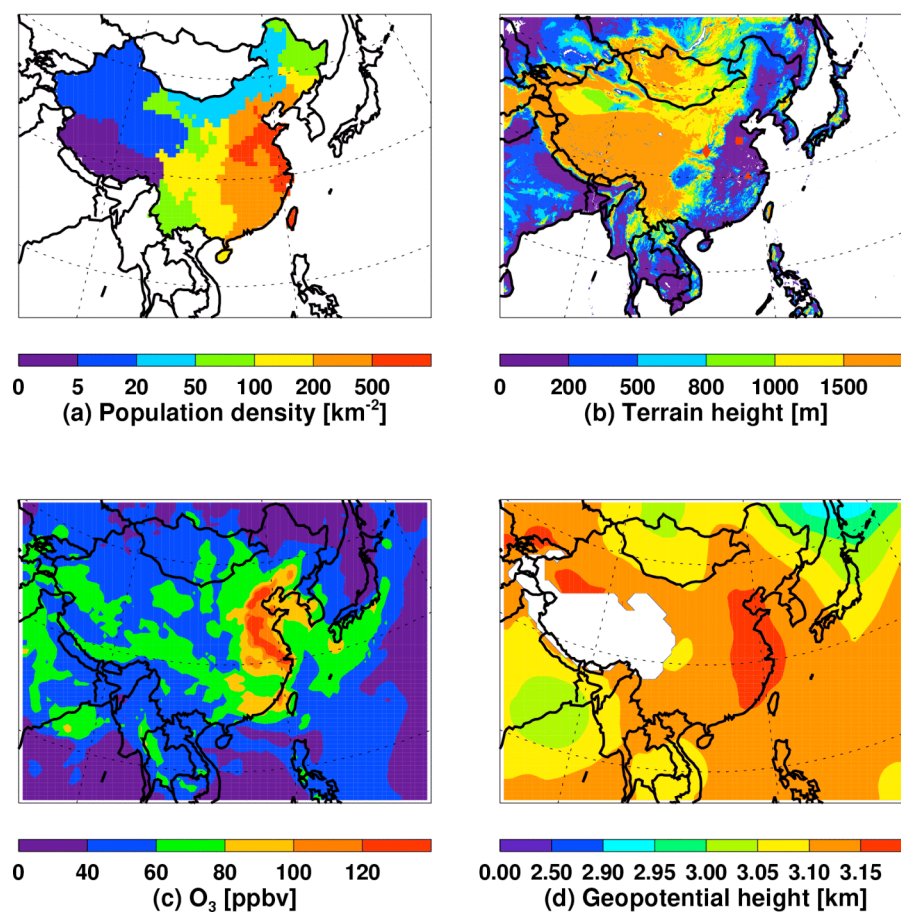 0 5 20 50 100 200 500
(a) Population density [km-2]
0 200 500 800 1000 1500
(b) Terrain height [m]
0 40 60 80 100 120
(c) O3 [ppbv]
0.00 2.50 2.90 2.95 3.00 3.05 3.10 3.15
(d) Geopotential height [km]